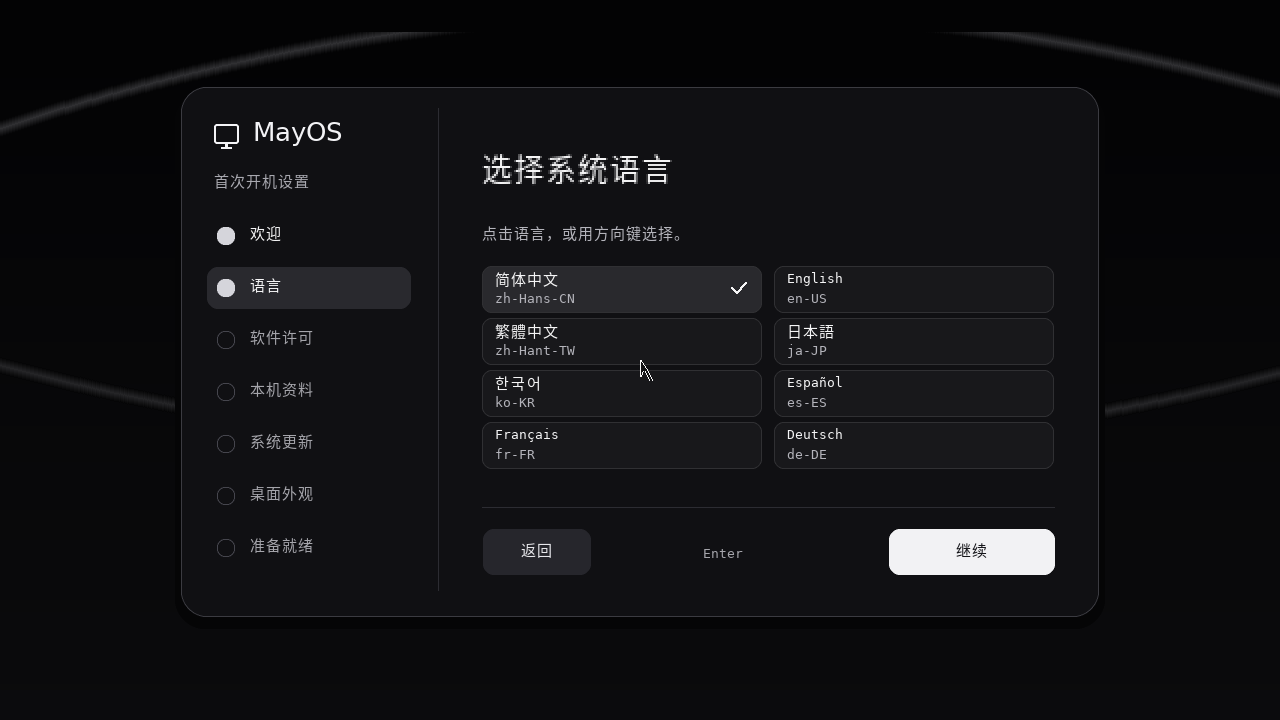 MayOS
首次开机设置
欢迎
语言
软件许可
本机资料
系统更新
桌面外观
准备就绪
选择系统语言
点击语言，或用方向键选择。
简体中文
zh-Hans-CN
English
en-US
繁體中文
zh-Hant-TW
日本語
ja-JP
한국어
ko-KR
Español
es-ES
Français
fr-FR
Deutsch
de-DE
返回
Enter
继续